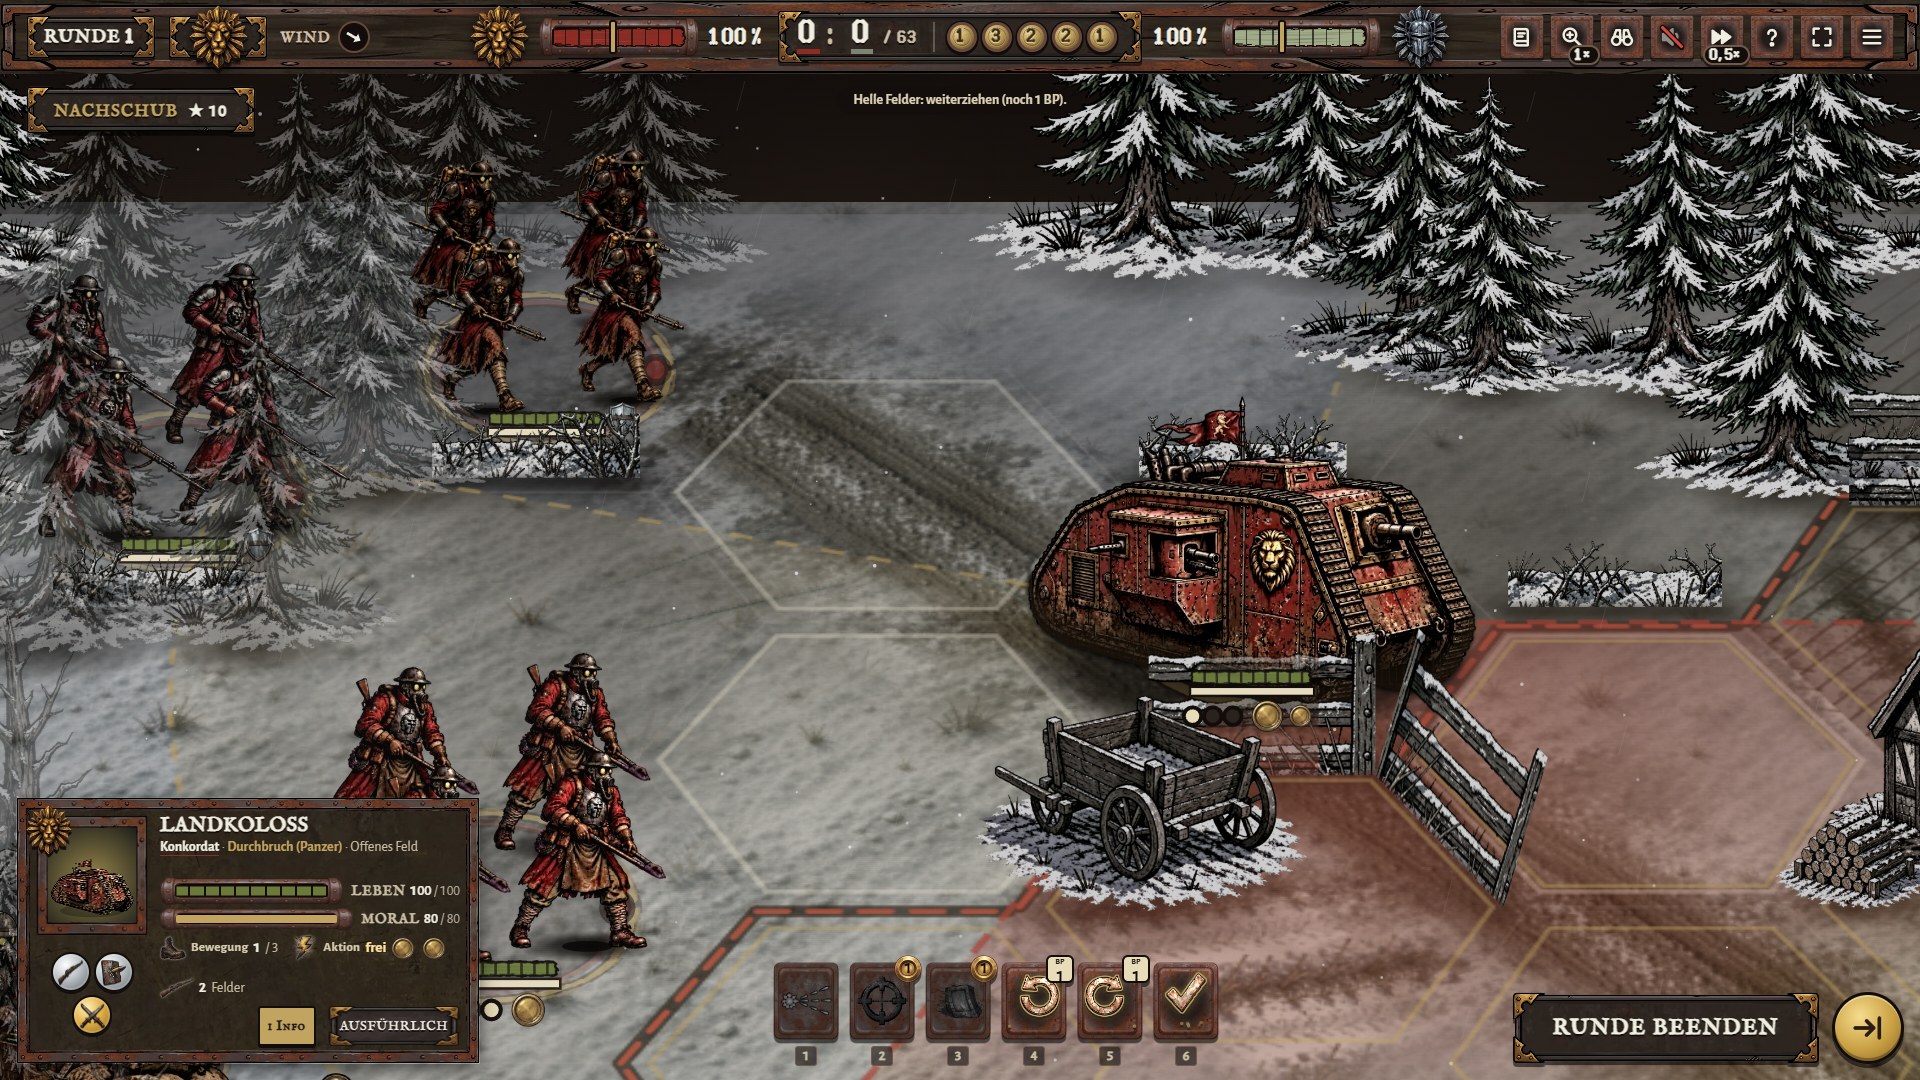 RUNDE 1
WIND
100 %
0 : 0 / 63
1 3 2 2 1
100 %
1×
0,5×
?
NACHSCHUB ★ 10
Helle Felder: weiterziehen (noch 1 BP).
LANDKOLOSS
Konkordat · Durchbruch (Panzer) · Offenes Feld
LEBEN 100/100
MORAL 80/80
Bewegung 1 / 3 Aktion frei
2 Felder
1 INFO
AUSFÜHRLICH
1
1
BP 1
BP 1
1 2 3 4 5 6
RUNDE BEENDEN